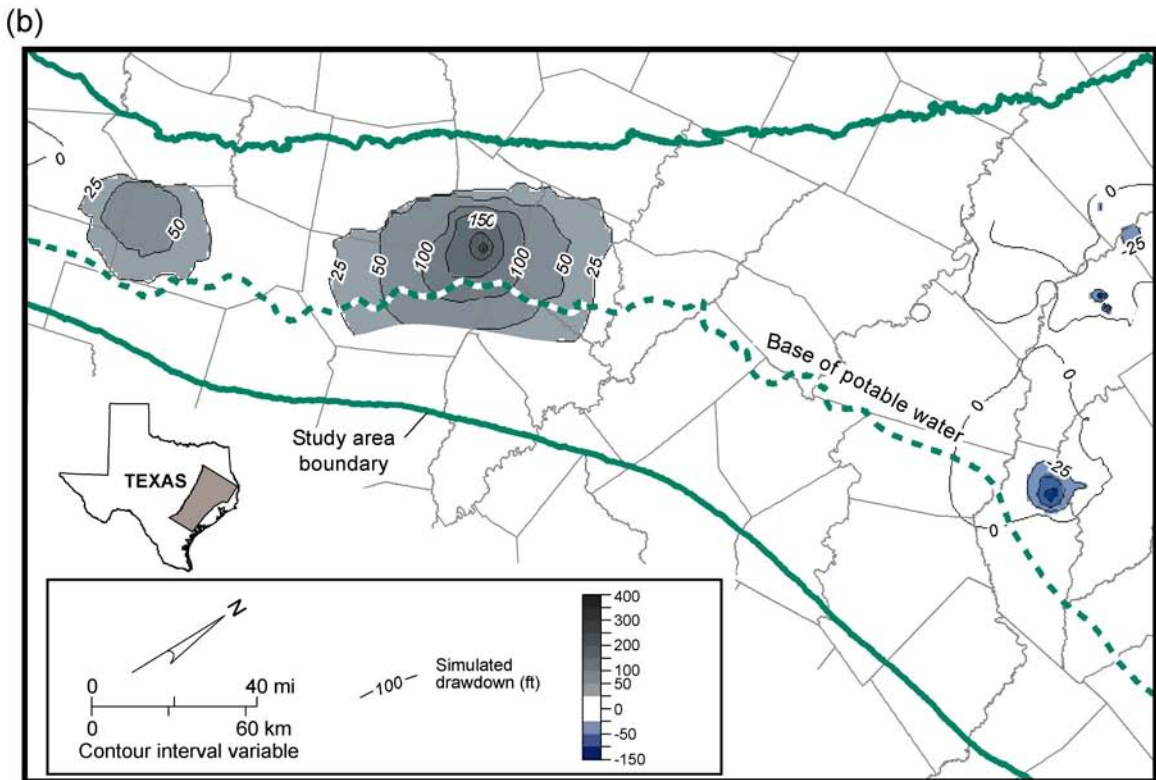 (b)
0
0
25
50
-25
150
25
50
100
100
50
25
0
Base of potable water
Study area
boundary
-25
0
TEXAS
N
0 40 mi
0 60 km
Contour interval variable
100
Simulated
drawdown (ft)
400
300
200
100
50
0
-50
-150